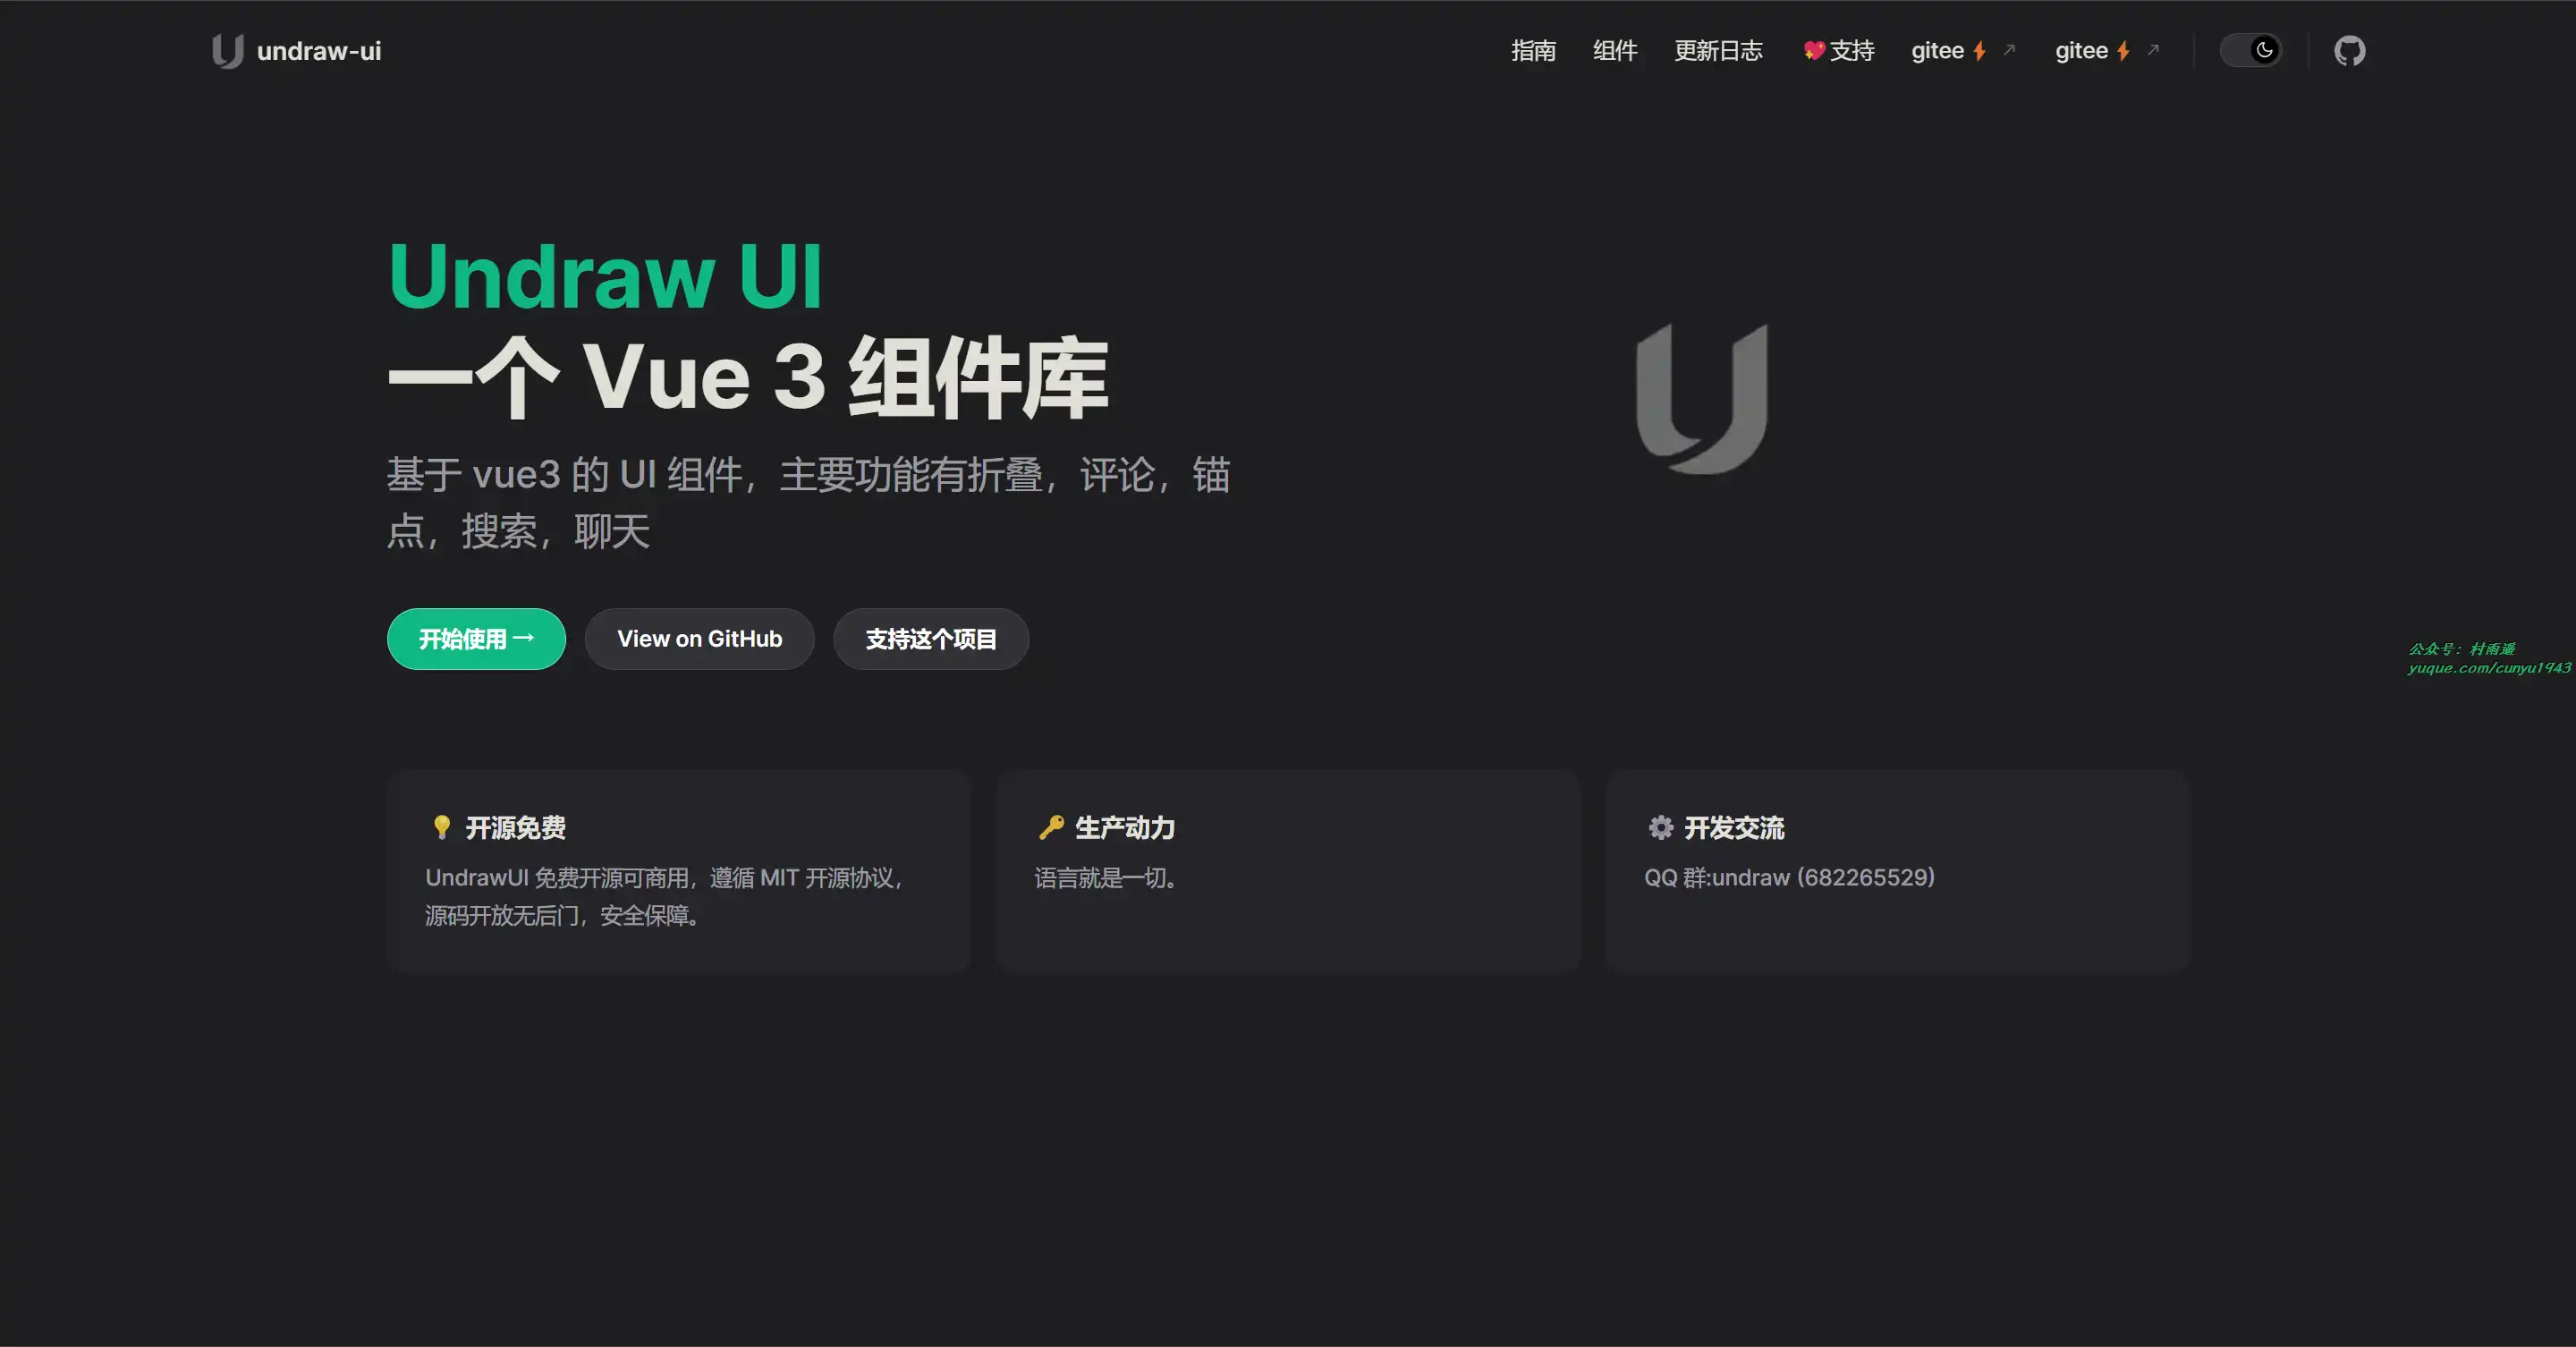 undraw-ui
指南 组件 更新日志 💖支持 gitee⚡ ↗ gitee⚡ ↗
Undraw UI
一个 Vue 3 组件库
基于 vue3 的 UI 组件，主要功能有折叠，评论，锚
点，搜索，聊天
开始使用 → View on GitHub 支持这个项目
公众号：村雨遥
yuque.com/cunyu1943
💡 开源免费
UndrawUI 免费开源可商用，遵循 MIT 开源协议，
源码开放无后门，安全保障。
🔑 生产动力
语言就是一切。
⚙️ 开发交流
QQ 群:undraw (682265529)